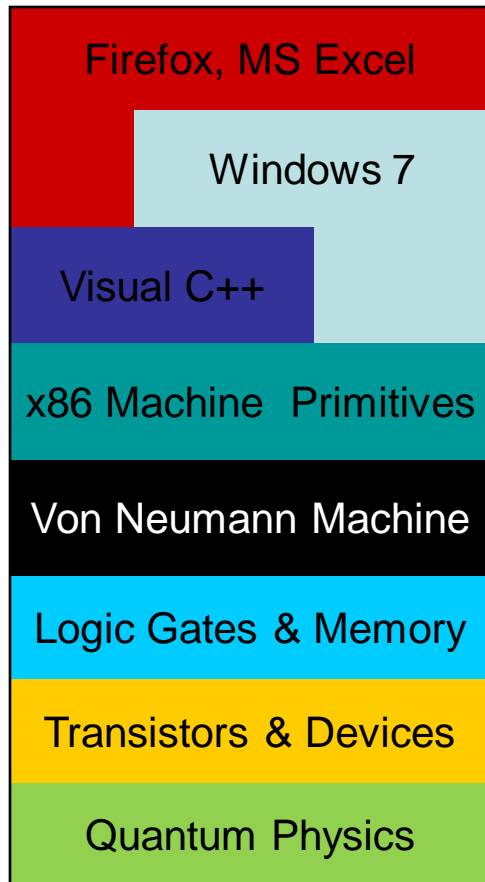 Firefox, MS Excel
Windows 7
Visual C++
x86 Machine Primitives
Von Neumann Machine
Logic Gates & Memory
Transistors & Devices
Quantum Physics